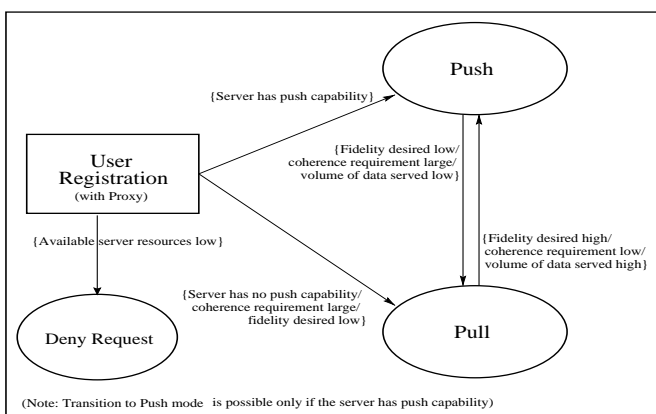 Push
{Server has push capability}
User
Registration
(with Proxy)
{Fidelity desired low/
coherence requirement large/
volume of data served low}
{Available server resources low}
{Fidelity desired high/
coherence requirement low/
volume of data served high}
{Server has no push capability/
coherence requirement large/
fidelity desired low}
Deny Request
Pull
(Note: Transition to Push mode is possible only if the server has push capability)